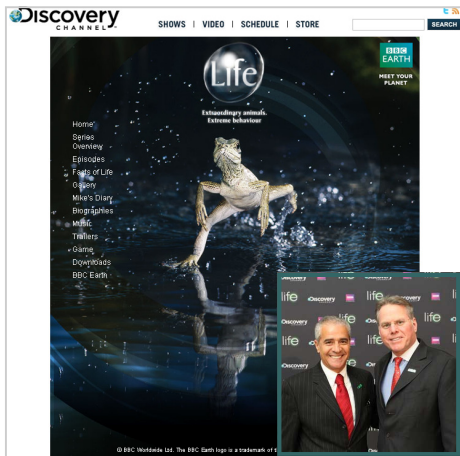 Discovery
CHANNEL
SHOWS | VIDEO | SCHEDULE | STORE
SEARCH
Life
Extraordinary animals.
Extreme behaviour
BBC
EARTH
MEET YOUR
PLANET
Home
Series
Overview
Episodes
Facts of Life
Gallery
Mike's Diary
Biographies
Music
Trailers
Game
Downloads
BBC Earth
life
Discovery
life
life
Discovery
life
life
© BBC Worldwide Ltd. The BBC Earth logo is a trademark of